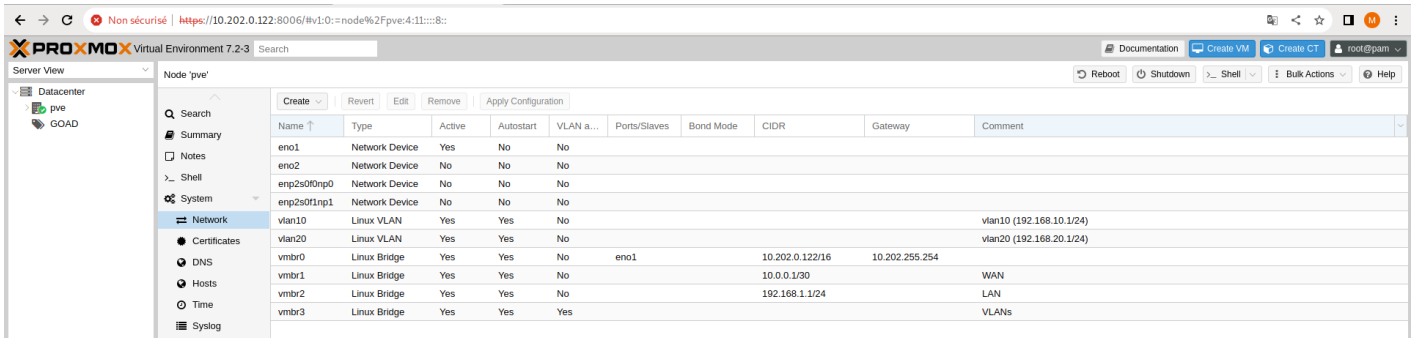 Non sécurisé | https://10.202.0.122:8006/#v1:0:=node%2Fpve:4:11::::8::
M
PROXMOX Virtual Environment 7.2-3 Search Documentation Create VM Create CT root@pam
Server View
Node 'pve' Reboot Shutdown >_ Shell Bulk Actions Help
Datacenter
pve
GOAD
Search
Summary
Notes
>_ Shell
System
Network
Certificates
DNS
Hosts
Time
Syslog
Create Revert Edit Remove Apply Configuration
Name ↑ Type Active Autostart VLAN a... Ports/Slaves Bond Mode CIDR Gateway Comment
eno1 Network Device Yes No No
eno2 Network Device No No No
enp2s0f0np0 Network Device No No No
enp2s0f1np1 Network Device No No No
vlan10 Linux VLAN Yes Yes No vlan10 (192.168.10.1/24)
vlan20 Linux VLAN Yes Yes No vlan20 (192.168.20.1/24)
vmbr0 Linux Bridge Yes Yes No eno1 10.202.0.122/16 10.202.255.254
vmbr1 Linux Bridge Yes Yes No 10.0.0.1/30 WAN
vmbr2 Linux Bridge Yes Yes No 192.168.1.1/24 LAN
vmbr3 Linux Bridge Yes Yes Yes VLANs